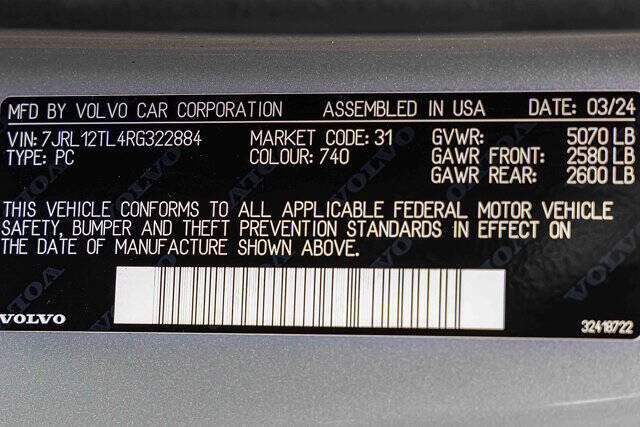 MFD BY VOLVO CAR CORPORATION ASSEMBLED IN USA DATE: 03/24
VIN: 7JRL12TL4RG322884 MARKET CODE: 31 GVWR: 5070 LB
TYPE: PC COLOUR: 740 GAWR FRONT: 2580 LB
GAWR REAR: 2600 LB
THIS VEHICLE CONFORMS TO ALL APPLICABLE FEDERAL MOTOR VEHICLE
SAFETY, BUMPER AND THEFT PREVENTION STANDARDS IN EFFECT ON
THE DATE OF MANUFACTURE SHOWN ABOVE.
VOLVO
32418722